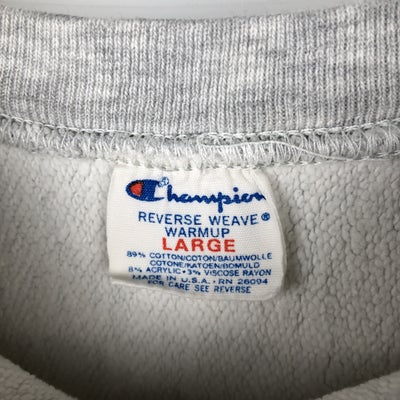 Champion
REVERSE WEAVE®
WARMUP
LARGE
89% COTTON/COTON/BAUMWOLLE
COTONE/KATOEN/BOMULD
8% ACRYLIC • 3% VISCOSE RAYON
MADE IN U.S.A. • RN 26094
FOR CARE SEE REVERSE